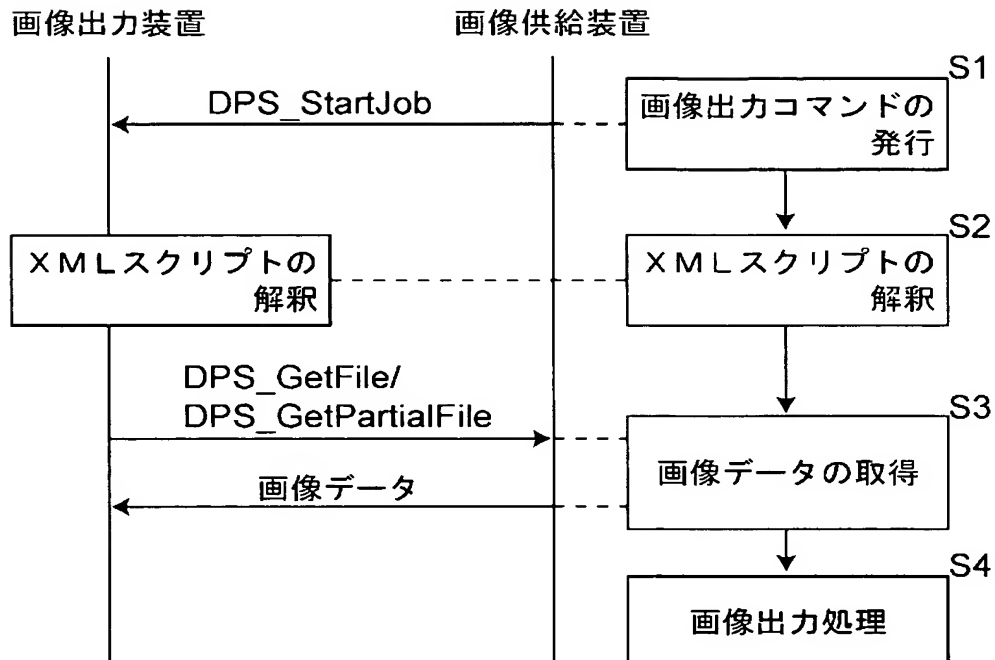 画像出力装置
画像供給装置
S1
DPS_StartJob
画像出力コマンドの
発行
S2
XMLスクリプトの
解釈
XMLスクリプトの
解釈
DPS_GetFile/
DPS_GetPartialFile
S3
画像データの取得
画像データ
S4
画像出力処理